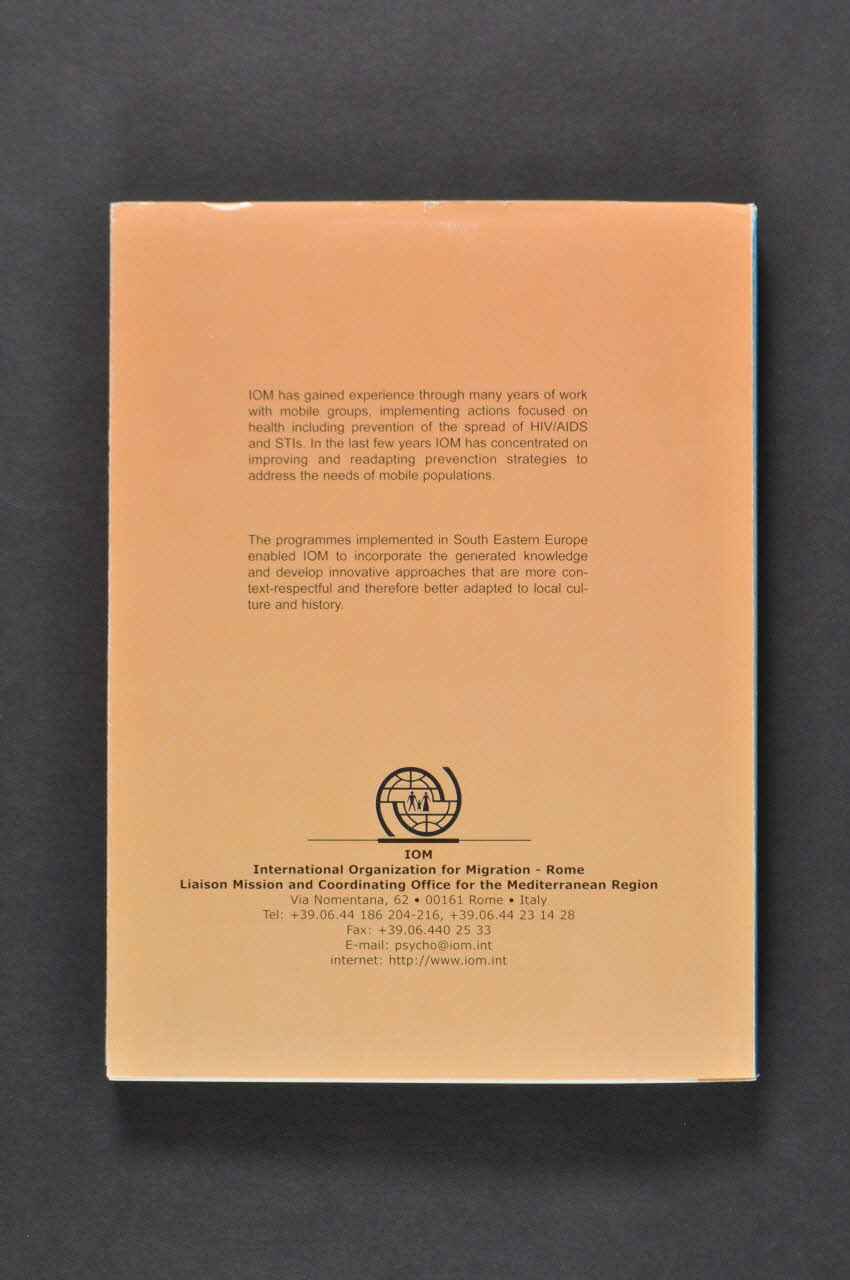 IOM has gained experience through many years of work
with mobile groups, implementing actions focused on
health including prevention of the spread of HIV/AIDS
and STIs. In the last few years IOM has concentrated on
improving and readapting prevenction strategies to
address the needs of mobile populations.
The programmes implemented in South Eastern Europe
enabled IOM to incorporate the generated knowledge
and develop innovative approaches that are more con-
text-respectful and therefore better adapted to local cul-
ture and history.
IOM
International Organization for Migration - Rome
Liaison Mission and Coordinating Office for the Mediterranean Region
Via Nomentana, 62 • 00161 Rome • Italy
Tel: +39.06.44 186 204-216, +39.06.44 23 14 28
Fax: +39.06.440 25 33
E-mail: psycho@iom.int
internet: http://www.iom.int